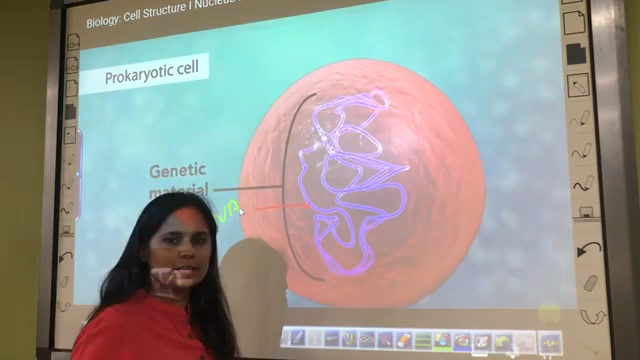 Biology: Cell Structure I Nucleus
Prokaryotic cell
Genetic
material